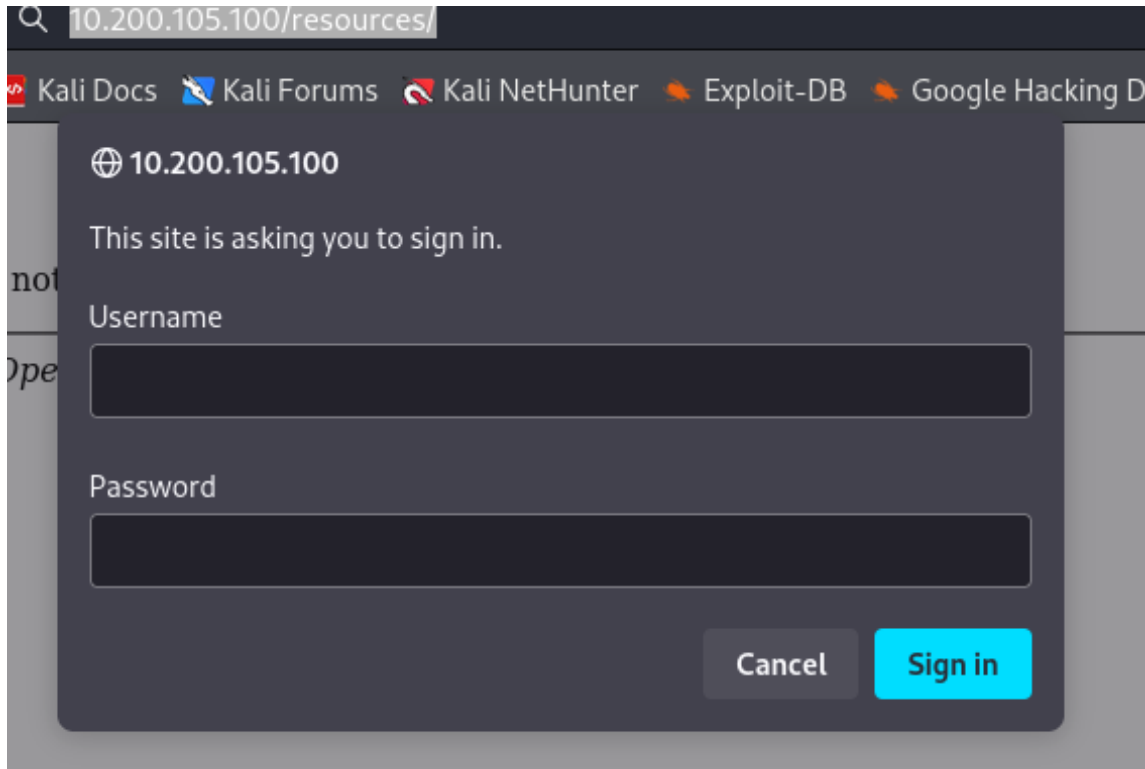 10.200.105.100/resources/
Kali Docs Kali Forums Kali NetHunter Exploit-DB Google Hacking D
10.200.105.100
This site is asking you to sign in.
not
Username
Ope
Password
Cancel Sign in